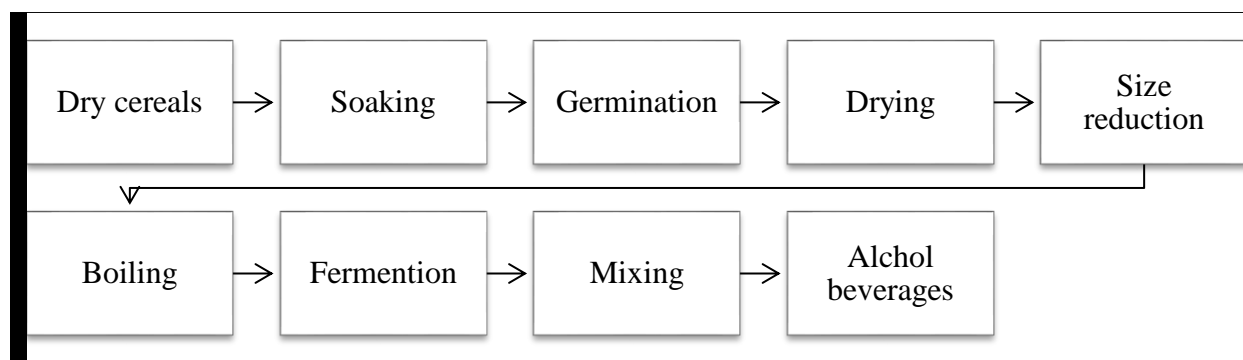 Dry cereals
Soaking
Germination
Drying
Size
reduction
Boiling
Fermention
Mixing
Alchol
beverages